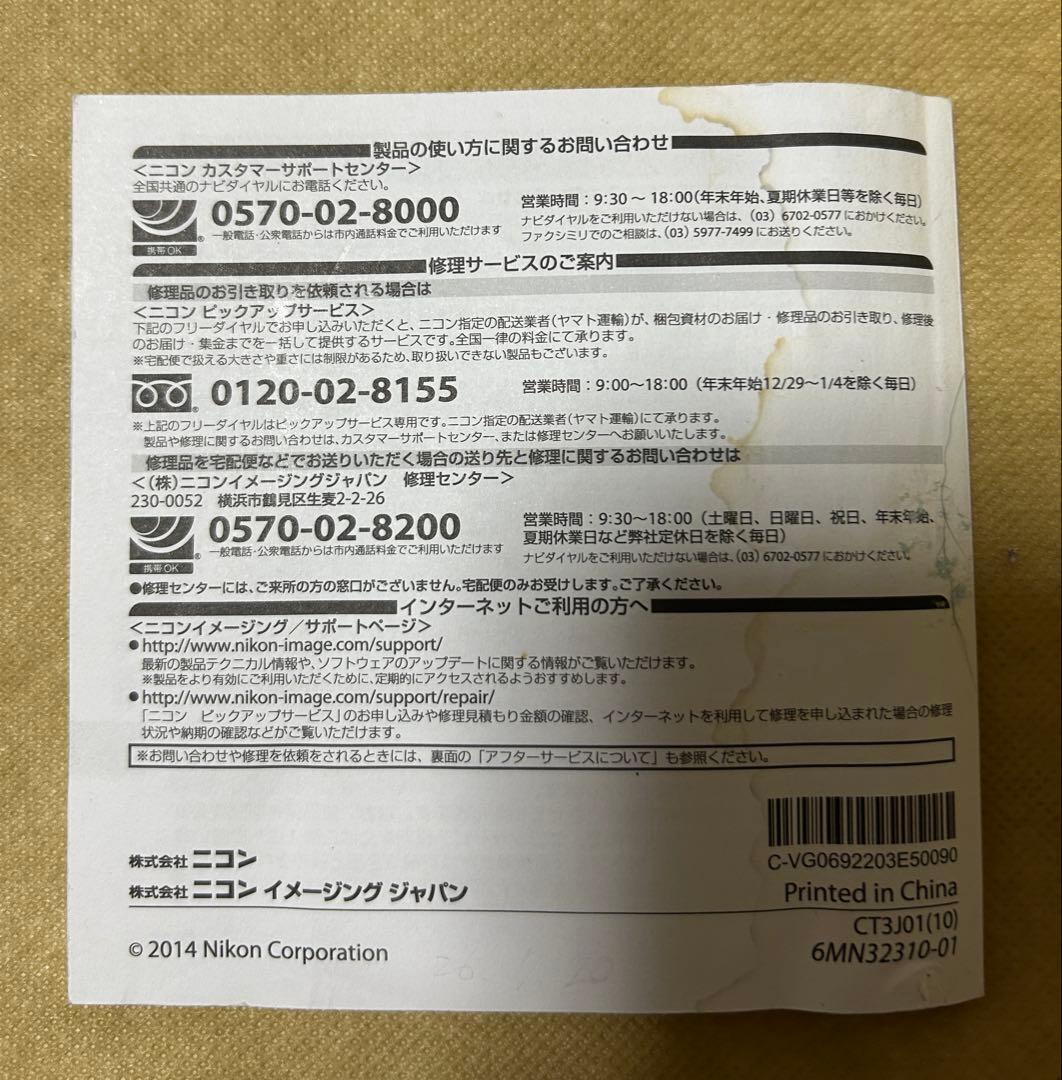 製品の使い方に関するお問い合わせ
＜ニコン カスタマーサポートセンター＞
全国共通のナビダイヤルにお電話ください。
携帯OK
0570-02-8000
一般電話・公衆電話からは市内通話料金でご利用いただけます
営業時間：9:30～18:00（年末年始、夏期休業日等を除く毎日）
ナビダイヤルをご利用いただけない場合は、（03）6702-0577におかけください。
ファクシミリでのご相談は、（03）5977-7499にお送りください。
修理サービスのご案内
修理品のお引き取りを依頼される場合は
＜ニコン ピックアップサービス＞
下記のフリーダイヤルでお申し込みいただくと、ニコン指定の配送業者（ヤマト運輸）が、梱包資材のお届け・修理品のお引き取り、修理後
のお届け・集金までを一括して提供するサービスです。全国一律の料金にて承ります。
※宅配便で扱える大きさや重さには制限があるため、取り扱いできない製品もございます。
0120-02-8155
営業時間：9:00～18:00（年末年始12/29～1/4を除く毎日）
※上記のフリーダイヤルはピックアップサービス専用です。ニコン指定の配送業者（ヤマト運輸）にて承ります。
製品や修理に関するお問い合わせは、カスタマーサポートセンター、または修理センターへお願いいたします。
修理品を宅配便などでお送りいただく場合の送り先と修理に関するお問い合わせは
＜（株）ニコンイメージングジャパン　修理センター＞
230-0052　横浜市鶴見区生麦2-2-26
携帯OK
0570-02-8200
一般電話・公衆電話からは市内通話料金でご利用いただけます
営業時間：9:30～18:00（土曜日、日曜日、祝日、年末年始、
夏期休業日など弊社定休日を除く毎日）
ナビダイヤルをご利用いただけない場合は、（03）6702-0577におかけください。
●修理センターには、ご来所の方の窓口がございません。宅配便のみお受けします。ご了承ください。
インターネットご利用の方へ
＜ニコンイメージング／サポートページ＞
●http://www.nikon-image.com/support/
最新の製品テクニカル情報や、ソフトウェアのアップデートに関する情報がご覧いただけます。
※製品をより有効にご利用いただくために、定期的にアクセスされるようおすすめします。
●http://www.nikon-image.com/support/repair/
「ニコン　ピックアップサービス」のお申し込みや修理見積もり金額の確認、インターネットを利用して修理を申し込まれた場合の修理
状況や納期の確認などがご覧いただけます。
※お問い合わせや修理を依頼をされるときには、裏面の「アフターサービスについて」も参照ください。
C-VG0692203E50090
株式会社 ニコン
株式会社 ニコン イメージング ジャパン
Printed in China
CT3J01(10)
6MN32310-01
© 2014 Nikon Corporation